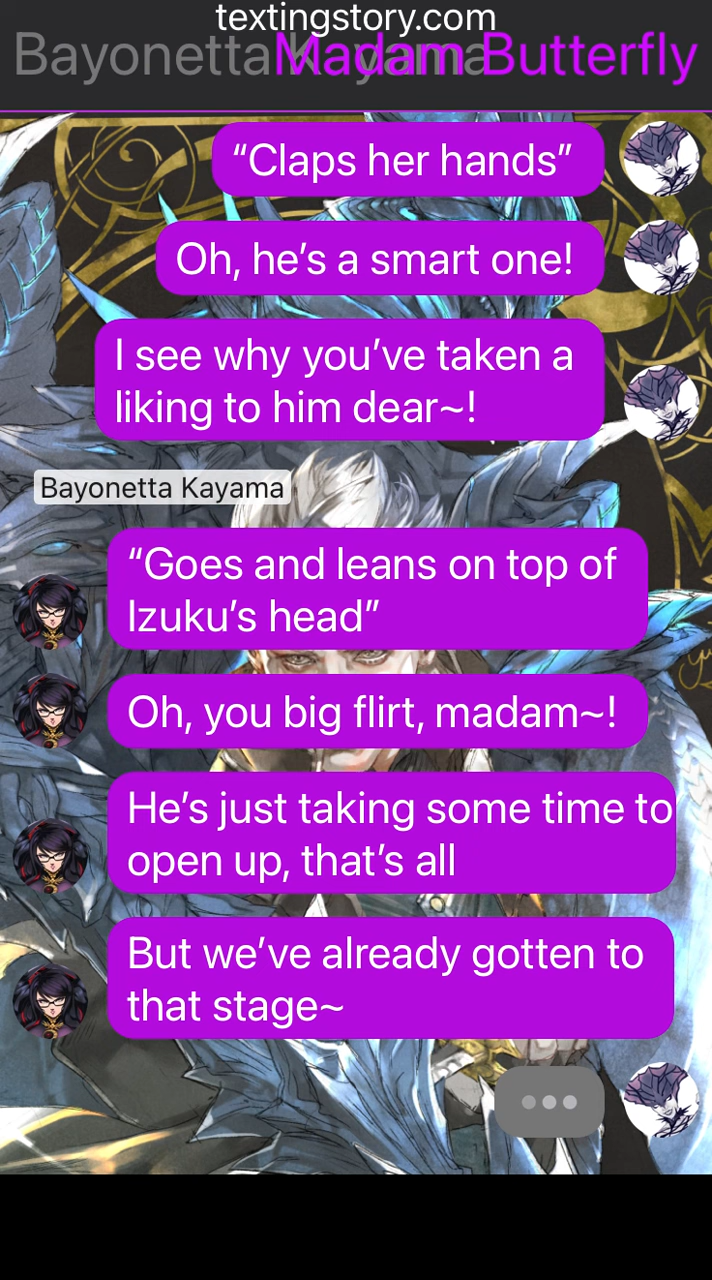 textingstory.com
Bayonetta Kayama
Madam Butterfly
“Claps her hands”
Oh, he’s a smart one!
I see why you’ve taken a
liking to him dear~!
Bayonetta Kayama
“Goes and leans on top of
Izuku’s head”
Oh, you big flirt, madam~!
He’s just taking some time to
open up, that’s all
But we’ve already gotten to
that stage~